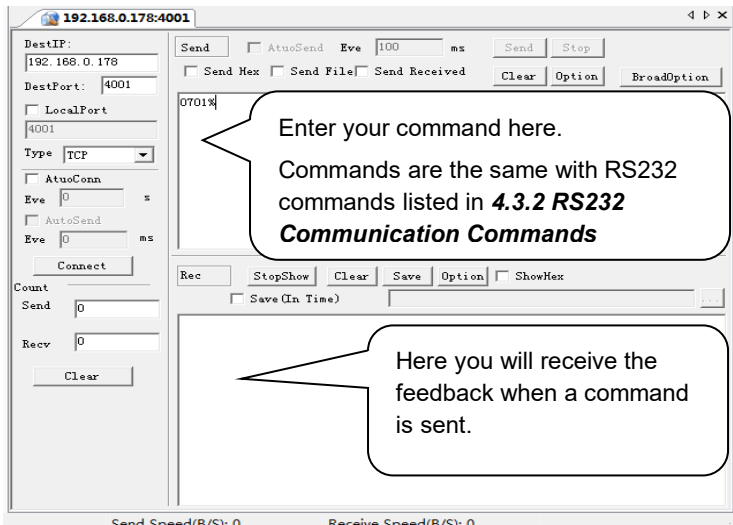 192.168.0.178:4001
DestIP:
192.168.0.178
DestPort: 4001
LocalPort
4001
Type TCP
AtuoConn
Eve 0 s
AutoSend
Eve 0 ms
Connect
Count
Send 0
Recv 0
Clear
Send AtuoSend Eve 100 ms Send Stop
Send Hex Send File Send Received Clear Option BroadOption
0701%
Enter your command here.
Commands are the same with RS232
commands listed in 4.3.2 RS232
Communication Commands
Rec StopShow Clear Save Option ShowHex
Save(In Time) ...
Here you will receive the
feedback when a command
is sent.
Send Speed(B/S): 0 Receive Speed(B/S): 0